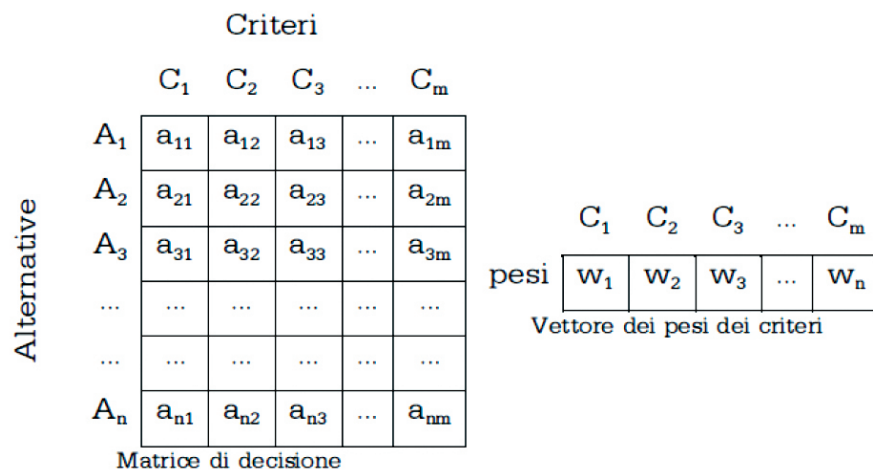 Criteri
C₁ C₂ C₃ ... Cₘ
A₁ a₁₁ a₁₂ a₁₃ ... a₁ₘ
A₂ a₂₁ a₂₂ a₂₃ ... a₂ₘ
A₃ a₃₁ a₃₂ a₃₃ ... a₃ₘ
... ... ... ... ... ...
... ... ... ... ... ...
Aₙ aₙ₁ aₙ₂ aₙ₃ ... aₙₘ
Alternative
Matrice di decisione
C₁ C₂ C₃ ... Cₘ
pesi w₁ w₂ w₃ ... wₙ
Vettore dei pesi dei criteri